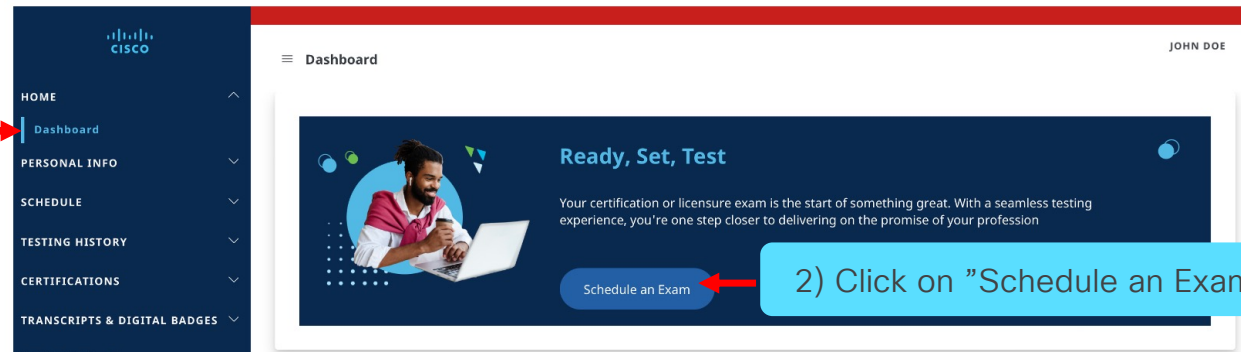 CISCO
JOHN DOE
≡ Dashboard
HOME
Dashboard
PERSONAL INFO
SCHEDULE
TESTING HISTORY
CERTIFICATIONS
TRANSCRIPTS & DIGITAL BADGES
Ready, Set, Test
Your certification or licensure exam is the start of something great. With a seamless testing
experience, you're one step closer to delivering on the promise of your profession
Schedule an Exam
2) Click on ”Schedule an Exam